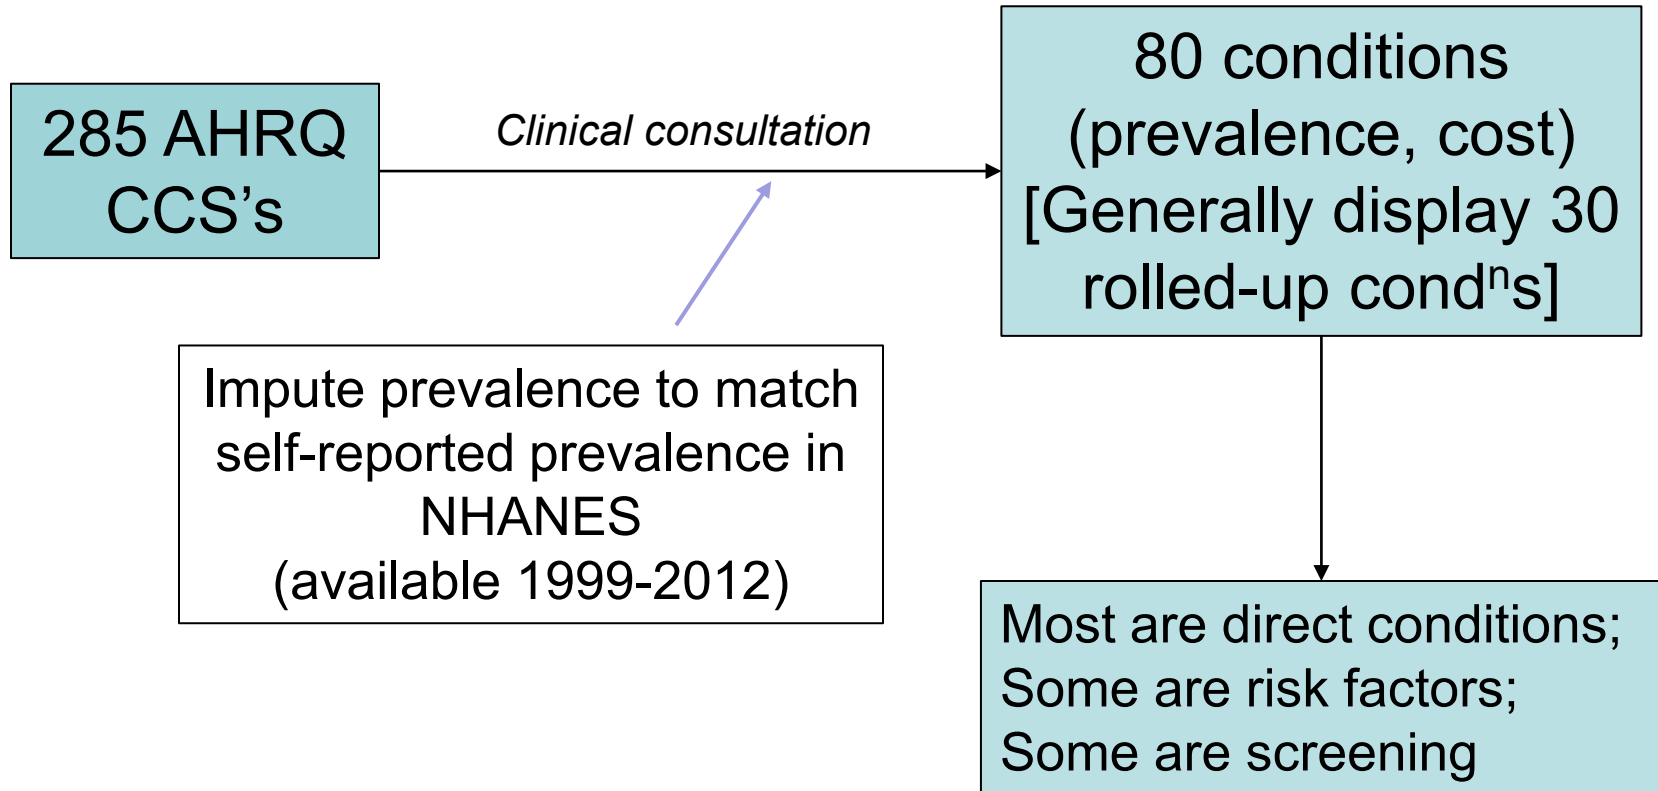 285 AHRQ
CCS’s
Clinical consultation
80 conditions
(prevalence, cost)
[Generally display 30
rolled-up condⁿs]
Impute prevalence to match
self-reported prevalence in
NHANES
(available 1999-2012)
Most are direct conditions;
Some are risk factors;
Some are screening